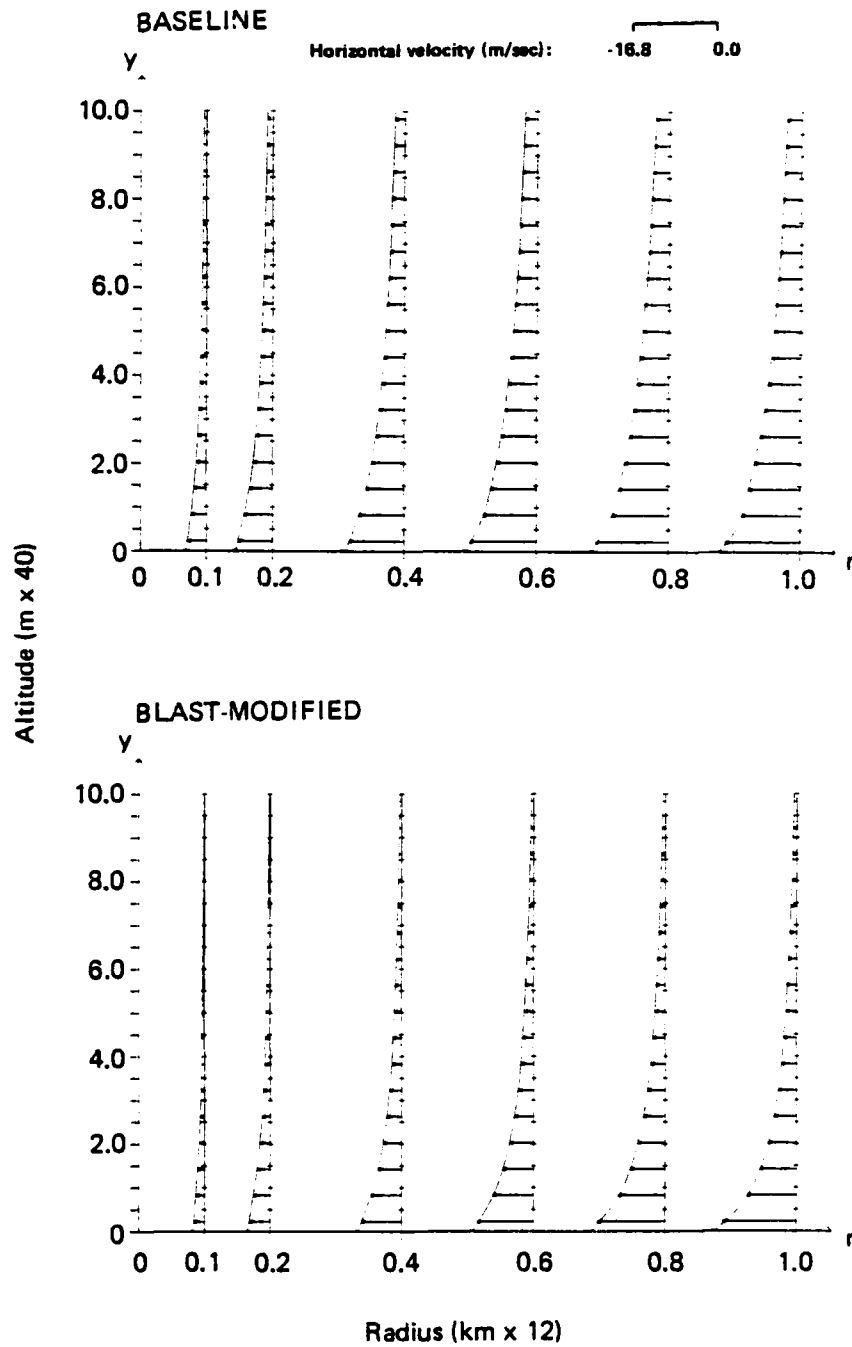 BASELINE
Horizontal velocity (m/sec): -16.8 0.0
y
10.0
8.0
6.0
4.0
2.0
0
0 0.1 0.2 0.4 0.6 0.8 1.0
r
Altitude (m x 40)
BLAST-MODIFIED
y
10.0
8.0
6.0
4.0
2.0
0
0 0.1 0.2 0.4 0.6 0.8 1.0
r
Radius (km x 12)